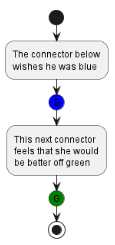 The connector below
wishes he was blue
B
This next connector
feels that she would
be better off green
G